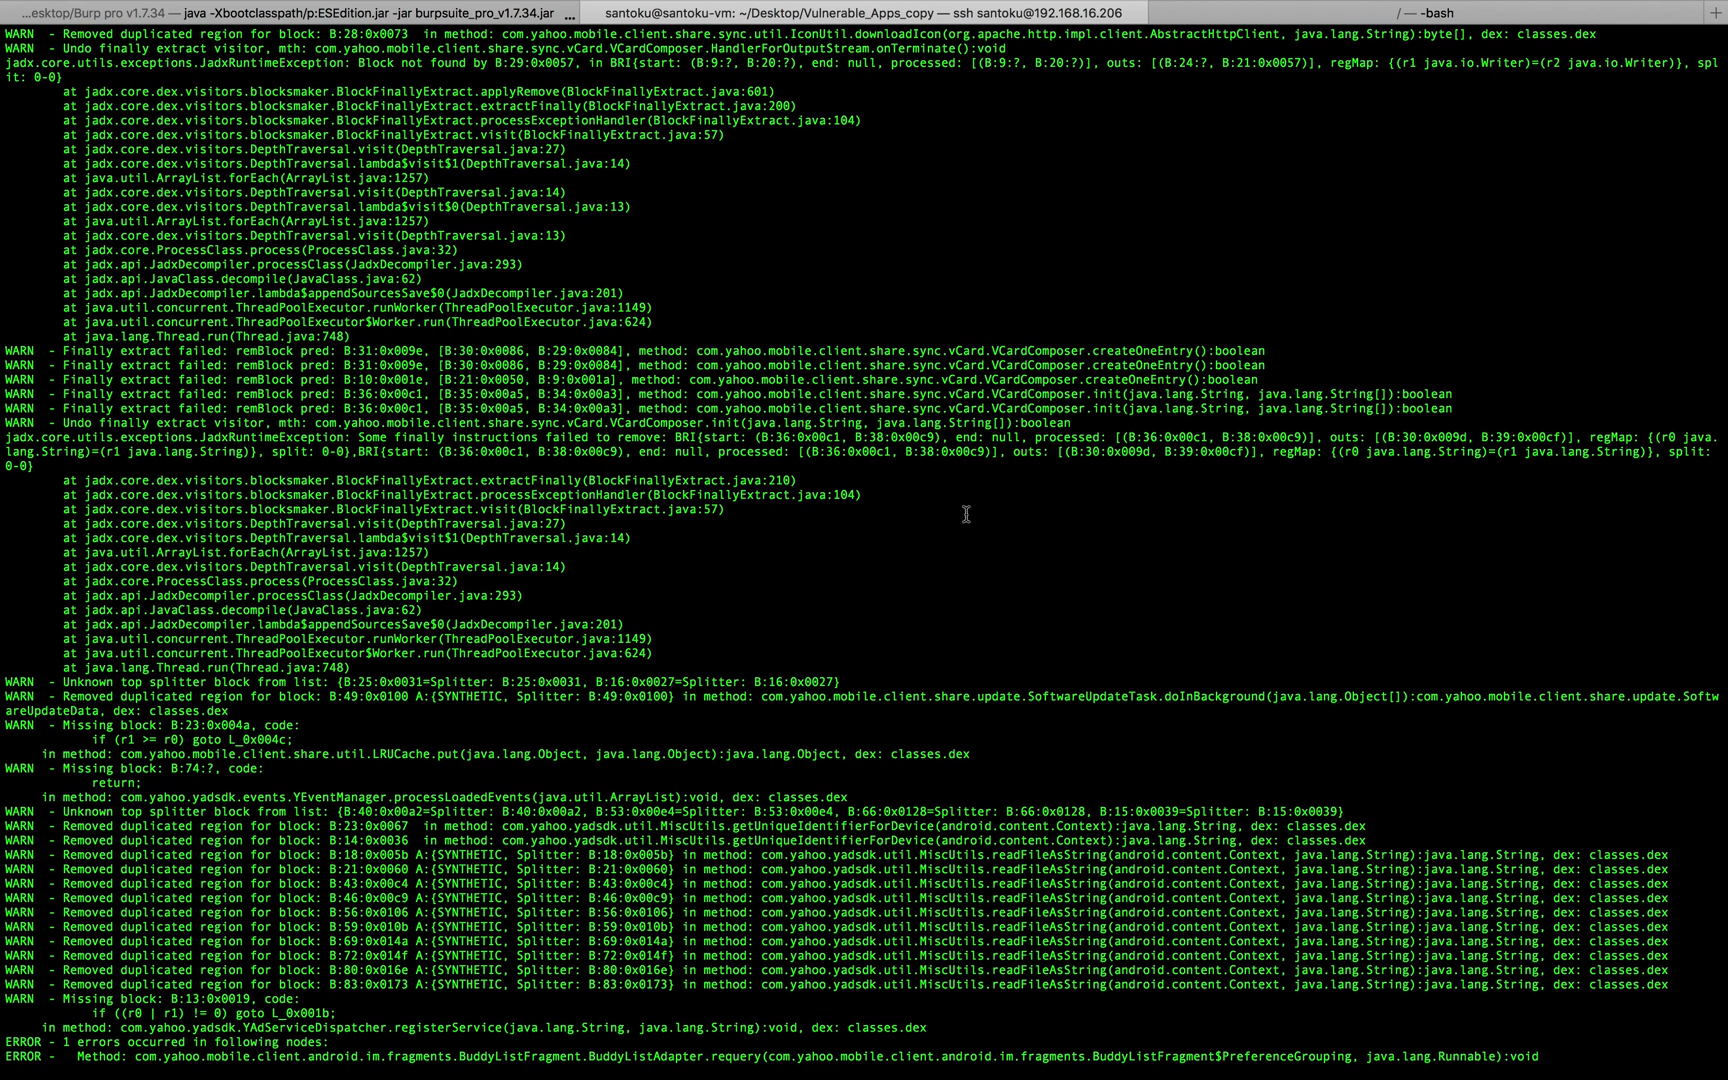 ...esktop/Burp pro v1.7.34 — java -Xbootclasspath/p:ESEdition.jar -jar burpsuite_pro_v1.7.34.jar ...
santoku@santoku-vm: ~/Desktop/Vulnerable_Apps_copy — ssh santoku@192.168.16.206
/ — -bash
+
WARN  - Removed duplicated region for block: B:28:0x0073  in method: com.yahoo.mobile.client.share.sync.util.IconUtil.downloadIcon(org.apache.http.impl.client.AbstractHttpClient, java.lang.String):byte[], dex: classes.dex
WARN  - Undo finally extract visitor, mth: com.yahoo.mobile.client.share.sync.vCard.VCardComposer.HandlerForOutputStream.onTerminate():void
jadx.core.utils.exceptions.JadxRuntimeException: Block not found by B:29:0x0057, in BRI{start: (B:9:?, B:20:?), end: null, processed: [(B:9:?, B:20:?)], outs: [(B:24:?, B:21:0x0057)], regMap: {(r1 java.io.Writer)=(r2 java.io.Writer)}, spl
it: 0-0}
        at jadx.core.dex.visitors.blocksmaker.BlockFinallyExtract.applyRemove(BlockFinallyExtract.java:601)
        at jadx.core.dex.visitors.blocksmaker.BlockFinallyExtract.extractFinally(BlockFinallyExtract.java:200)
        at jadx.core.dex.visitors.blocksmaker.BlockFinallyExtract.processExceptionHandler(BlockFinallyExtract.java:104)
        at jadx.core.dex.visitors.blocksmaker.BlockFinallyExtract.visit(BlockFinallyExtract.java:57)
        at jadx.core.dex.visitors.DepthTraversal.visit(DepthTraversal.java:27)
        at jadx.core.dex.visitors.DepthTraversal.lambda$visit$1(DepthTraversal.java:14)
        at java.util.ArrayList.forEach(ArrayList.java:1257)
        at jadx.core.dex.visitors.DepthTraversal.visit(DepthTraversal.java:14)
        at jadx.core.dex.visitors.DepthTraversal.lambda$visit$0(DepthTraversal.java:13)
        at java.util.ArrayList.forEach(ArrayList.java:1257)
        at jadx.core.dex.visitors.DepthTraversal.visit(DepthTraversal.java:13)
        at jadx.core.ProcessClass.process(ProcessClass.java:32)
        at jadx.api.JadxDecompiler.processClass(JadxDecompiler.java:293)
        at jadx.api.JavaClass.decompile(JavaClass.java:62)
        at jadx.api.JadxDecompiler.lambda$appendSourcesSave$0(JadxDecompiler.java:201)
        at java.util.concurrent.ThreadPoolExecutor.runWorker(ThreadPoolExecutor.java:1149)
        at java.util.concurrent.ThreadPoolExecutor$Worker.run(ThreadPoolExecutor.java:624)
        at java.lang.Thread.run(Thread.java:748)
WARN  - Finally extract failed: remBlock pred: B:31:0x009e, [B:30:0x0086, B:29:0x0084], method: com.yahoo.mobile.client.share.sync.vCard.VCardComposer.createOneEntry():boolean
WARN  - Finally extract failed: remBlock pred: B:31:0x009e, [B:30:0x0086, B:29:0x0084], method: com.yahoo.mobile.client.share.sync.vCard.VCardComposer.createOneEntry():boolean
WARN  - Finally extract failed: remBlock pred: B:10:0x001e, [B:21:0x0050, B:9:0x001a], method: com.yahoo.mobile.client.share.sync.vCard.VCardComposer.createOneEntry():boolean
WARN  - Finally extract failed: remBlock pred: B:36:0x00c1, [B:35:0x00a5, B:34:0x00a3], method: com.yahoo.mobile.client.share.sync.vCard.VCardComposer.init(java.lang.String, java.lang.String[]):boolean
WARN  - Finally extract failed: remBlock pred: B:36:0x00c1, [B:35:0x00a5, B:34:0x00a3], method: com.yahoo.mobile.client.share.sync.vCard.VCardComposer.init(java.lang.String, java.lang.String[]):boolean
WARN  - Undo finally extract visitor, mth: com.yahoo.mobile.client.share.sync.vCard.VCardComposer.init(java.lang.String, java.lang.String[]):boolean
jadx.core.utils.exceptions.JadxRuntimeException: Some finally instructions failed to remove: BRI{start: (B:36:0x00c1, B:38:0x00c9), end: null, processed: [(B:36:0x00c1, B:38:0x00c9)], outs: [(B:30:0x009d, B:39:0x00cf)], regMap: {(r0 java.
lang.String)=(r1 java.lang.String)}, split: 0-0},BRI{start: (B:36:0x00c1, B:38:0x00c9), end: null, processed: [(B:36:0x00c1, B:38:0x00c9)], outs: [(B:30:0x009d, B:39:0x00cf)], regMap: {(r0 java.lang.String)=(r1 java.lang.String)}, split:
0-0}
        at jadx.core.dex.visitors.blocksmaker.BlockFinallyExtract.extractFinally(BlockFinallyExtract.java:210)
        at jadx.core.dex.visitors.blocksmaker.BlockFinallyExtract.processExceptionHandler(BlockFinallyExtract.java:104)
        at jadx.core.dex.visitors.blocksmaker.BlockFinallyExtract.visit(BlockFinallyExtract.java:57)
        at jadx.core.dex.visitors.DepthTraversal.visit(DepthTraversal.java:27)
        at jadx.core.dex.visitors.DepthTraversal.lambda$visit$1(DepthTraversal.java:14)
        at java.util.ArrayList.forEach(ArrayList.java:1257)
        at jadx.core.dex.visitors.DepthTraversal.visit(DepthTraversal.java:14)
        at jadx.core.ProcessClass.process(ProcessClass.java:32)
        at jadx.api.JadxDecompiler.processClass(JadxDecompiler.java:293)
        at jadx.api.JavaClass.decompile(JavaClass.java:62)
        at jadx.api.JadxDecompiler.lambda$appendSourcesSave$0(JadxDecompiler.java:201)
        at java.util.concurrent.ThreadPoolExecutor.runWorker(ThreadPoolExecutor.java:1149)
        at java.util.concurrent.ThreadPoolExecutor$Worker.run(ThreadPoolExecutor.java:624)
        at java.lang.Thread.run(Thread.java:748)
WARN  - Unknown top splitter block from list: {B:25:0x0031=Splitter: B:25:0x0031, B:16:0x0027=Splitter: B:16:0x0027}
WARN  - Removed duplicated region for block: B:49:0x0100 A:{SYNTHETIC, Splitter: B:49:0x0100} in method: com.yahoo.mobile.client.share.update.SoftwareUpdateTask.doInBackground(java.lang.Object[]):com.yahoo.mobile.client.share.update.Softw
areUpdateData, dex: classes.dex
WARN  - Missing block: B:23:0x004a, code:
            if (r1 >= r0) goto L_0x004c;
     in method: com.yahoo.mobile.client.share.util.LRUCache.put(java.lang.Object, java.lang.Object):java.lang.Object, dex: classes.dex
WARN  - Missing block: B:74:?, code:
            return;
     in method: com.yahoo.yadsdk.events.YEventManager.processLoadedEvents(java.util.ArrayList):void, dex: classes.dex
WARN  - Unknown top splitter block from list: {B:40:0x00a2=Splitter: B:40:0x00a2, B:53:0x00e4=Splitter: B:53:0x00e4, B:66:0x0128=Splitter: B:66:0x0128, B:15:0x0039=Splitter: B:15:0x0039}
WARN  - Removed duplicated region for block: B:23:0x0067  in method: com.yahoo.yadsdk.util.MiscUtils.getUniqueIdentifierForDevice(android.content.Context):java.lang.String, dex: classes.dex
WARN  - Removed duplicated region for block: B:14:0x0036  in method: com.yahoo.yadsdk.util.MiscUtils.getUniqueIdentifierForDevice(android.content.Context):java.lang.String, dex: classes.dex
WARN  - Removed duplicated region for block: B:18:0x005b A:{SYNTHETIC, Splitter: B:18:0x005b} in method: com.yahoo.yadsdk.util.MiscUtils.readFileAsString(android.content.Context, java.lang.String):java.lang.String, dex: classes.dex
WARN  - Removed duplicated region for block: B:21:0x0060 A:{SYNTHETIC, Splitter: B:21:0x0060} in method: com.yahoo.yadsdk.util.MiscUtils.readFileAsString(android.content.Context, java.lang.String):java.lang.String, dex: classes.dex
WARN  - Removed duplicated region for block: B:43:0x00c4 A:{SYNTHETIC, Splitter: B:43:0x00c4} in method: com.yahoo.yadsdk.util.MiscUtils.readFileAsString(android.content.Context, java.lang.String):java.lang.String, dex: classes.dex
WARN  - Removed duplicated region for block: B:46:0x00c9 A:{SYNTHETIC, Splitter: B:46:0x00c9} in method: com.yahoo.yadsdk.util.MiscUtils.readFileAsString(android.content.Context, java.lang.String):java.lang.String, dex: classes.dex
WARN  - Removed duplicated region for block: B:56:0x0106 A:{SYNTHETIC, Splitter: B:56:0x0106} in method: com.yahoo.yadsdk.util.MiscUtils.readFileAsString(android.content.Context, java.lang.String):java.lang.String, dex: classes.dex
WARN  - Removed duplicated region for block: B:59:0x010b A:{SYNTHETIC, Splitter: B:59:0x010b} in method: com.yahoo.yadsdk.util.MiscUtils.readFileAsString(android.content.Context, java.lang.String):java.lang.String, dex: classes.dex
WARN  - Removed duplicated region for block: B:69:0x014a A:{SYNTHETIC, Splitter: B:69:0x014a} in method: com.yahoo.yadsdk.util.MiscUtils.readFileAsString(android.content.Context, java.lang.String):java.lang.String, dex: classes.dex
WARN  - Removed duplicated region for block: B:72:0x014f A:{SYNTHETIC, Splitter: B:72:0x014f} in method: com.yahoo.yadsdk.util.MiscUtils.readFileAsString(android.content.Context, java.lang.String):java.lang.String, dex: classes.dex
WARN  - Removed duplicated region for block: B:80:0x016e A:{SYNTHETIC, Splitter: B:80:0x016e} in method: com.yahoo.yadsdk.util.MiscUtils.readFileAsString(android.content.Context, java.lang.String):java.lang.String, dex: classes.dex
WARN  - Removed duplicated region for block: B:83:0x0173 A:{SYNTHETIC, Splitter: B:83:0x0173} in method: com.yahoo.yadsdk.util.MiscUtils.readFileAsString(android.content.Context, java.lang.String):java.lang.String, dex: classes.dex
WARN  - Missing block: B:13:0x0019, code:
            if ((r0 | r1) != 0) goto L_0x001b;
     in method: com.yahoo.yadsdk.YAdServiceDispatcher.registerService(java.lang.String, java.lang.String):void, dex: classes.dex
ERROR - 1 errors occurred in following nodes:
ERROR -   Method: com.yahoo.mobile.client.android.im.fragments.BuddyListFragment.BuddyListAdapter.requery(com.yahoo.mobile.client.android.im.fragments.BuddyListFragment$PreferenceGrouping, java.lang.Runnable):void